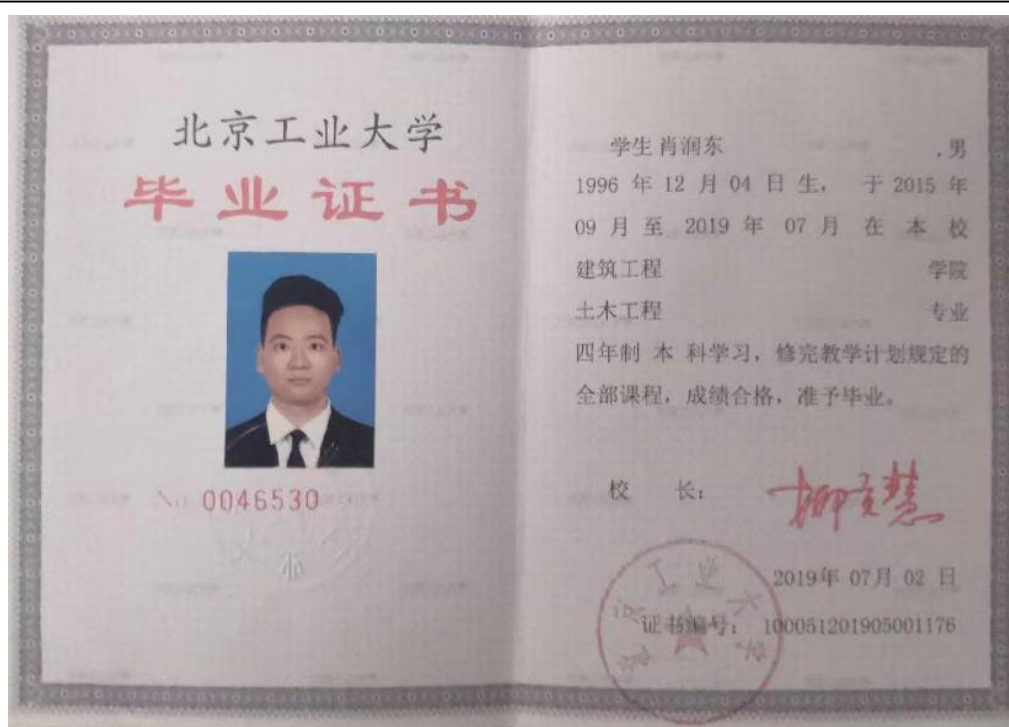 北京工业大学
毕业证书
No 0046530
学生 肖润东 ,男
1996 年 12 月 04 日 生， 于 2015 年
09 月 至 2019 年 07 月 在 本 校
建筑工程 学院
土木工程 专业
四年制 本 科学习，修完教学计划规定的
全部课程，成绩合格，准予毕业。
校 长：
2019年 07月 02 日
证书编号： 100051201905001176